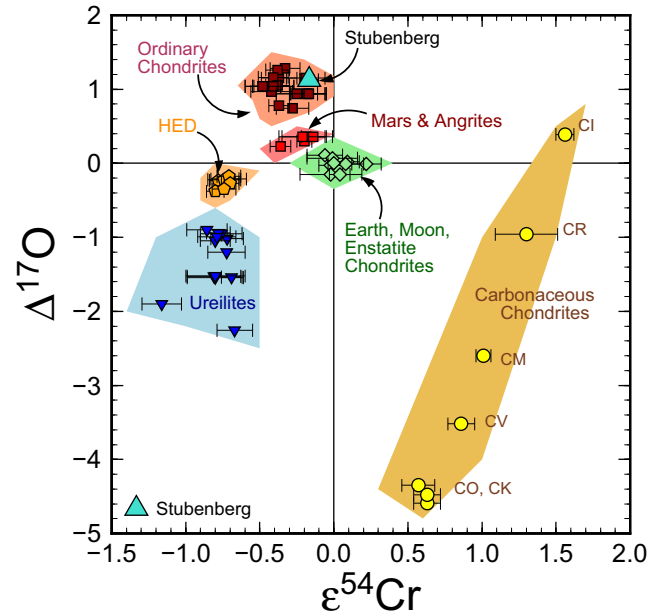 2
Ordinary
Chondrites
Stubenberg
HED
Mars & Angrites
CI
1
0
Earth, Moon,
Enstatite
Chondrites
CR
-1
Ureilites
Carbonaceous
Chondrites
-2
CM
CV
-3
CO, CK
-4
Stubenberg
-5
Δ¹⁷O
-1.5 -1.0 -0.5 0.0 0.5 1.0 1.5 2.0
ε⁵⁴Cr